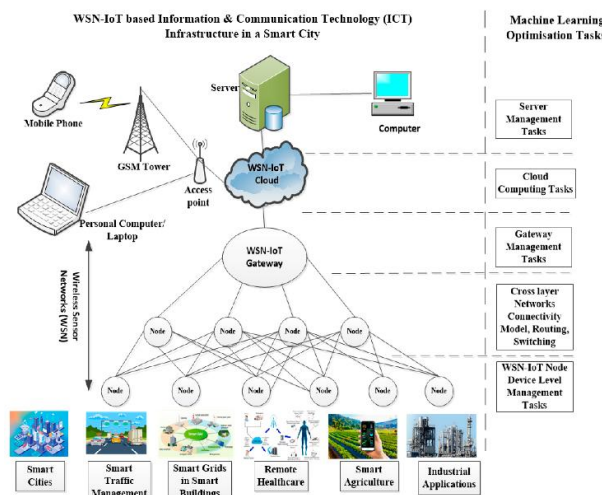 WSN-IoT based Information & Communication Technology (ICT)
Infrastructure in a Smart City
Machine Learning
Optimisation Tasks
Server
Mobile Phone
GSM Tower
Computer
Access
point
WSN-IoT
Cloud
Personal Computer/
Laptop
WSN-IoT
Gateway
Wireless Sensor
Networks (WSN)
Node
Node
Node
Node
Node
Node
Node
Node
Node
Node
Server
Management
Tasks
Cloud
Computing Tasks
Gateway
Management
Tasks
Cross layer
Networks
Connectivity
Model, Routing,
Switching
WSN-IoT Node
Device Level
Management
Tasks
Smart
Cities
Smart
Traffic
Management
Smart Grids
in Smart
Buildings
Remote
Healthcare
Smart
Agriculture
Industrial
Applications